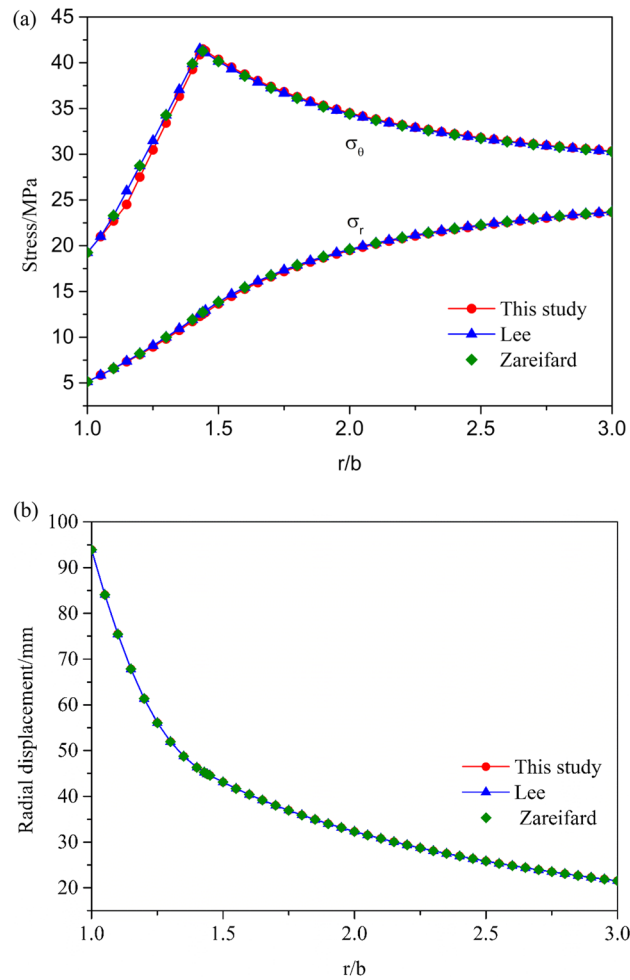 (a)
45
40
35
30
25
20
15
10
5
Stress/MPa
σθ
σr
This study
Lee
Zareifard
1.0 1.5 2.0 2.5 3.0
r/b
(b)
100
90
80
70
60
50
40
30
20
Radial displacement/mm
This study
Lee
Zareifard
1.0 1.5 2.0 2.5 3.0
r/b